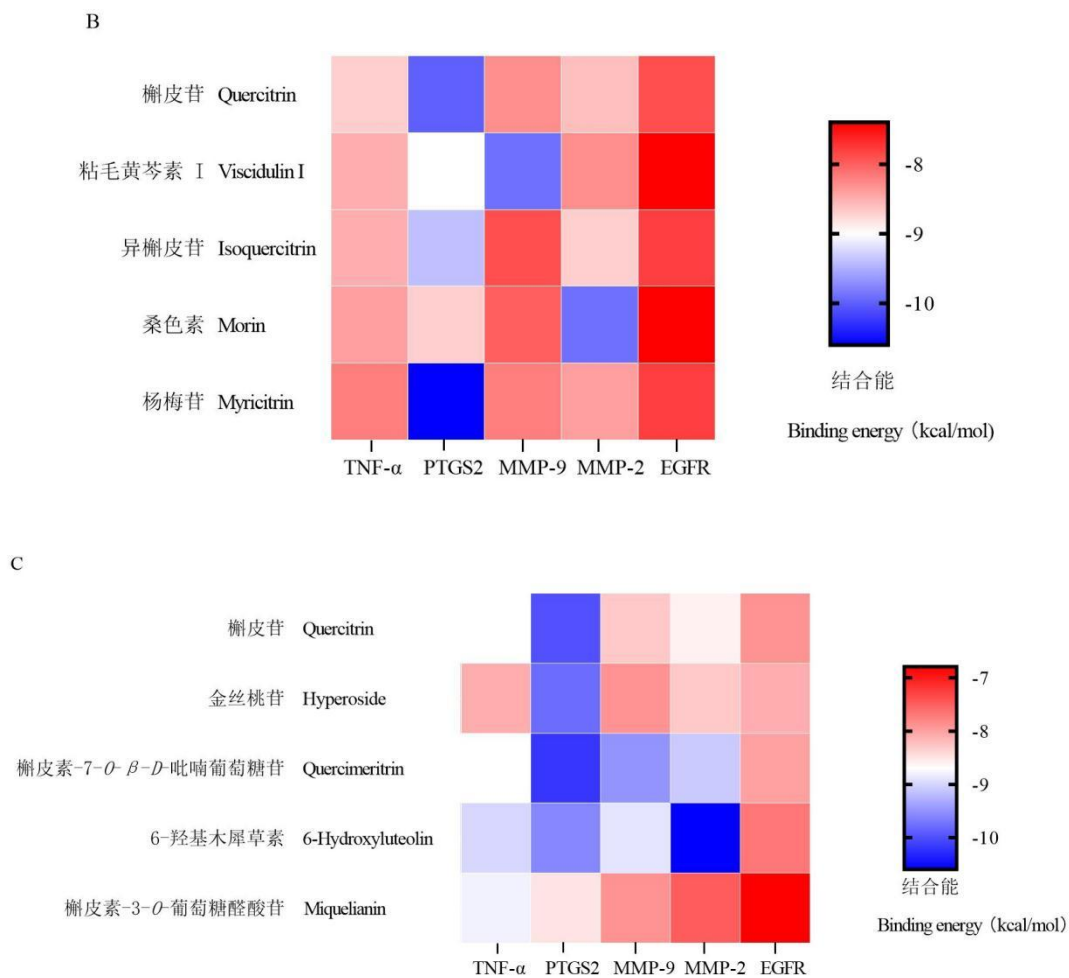 B
槲皮苷 Quercitrin
粘毛黄芩素 I Viscidulin I
异槲皮苷 Isoquercitrin
桑色素 Morin
杨梅苷 Myricitrin
TNF-α PTGS2 MMP-9 MMP-2 EGFR
-8
-9
-10
结合能
Binding energy（kcal/mol)
C
槲皮苷 Quercitrin
金丝桃苷 Hyperoside
槲皮素-7-O-β-D-吡喃葡萄糖苷 Quercimeritrin
6-羟基木犀草素 6-Hydroxyluteolin
槲皮素-3-O-葡萄糖醛酸苷 Miquelianin
TNF-α PTGS2 MMP-9 MMP-2 EGFR
-7
-8
-9
-10
结合能
Binding energy（kcal/mol)